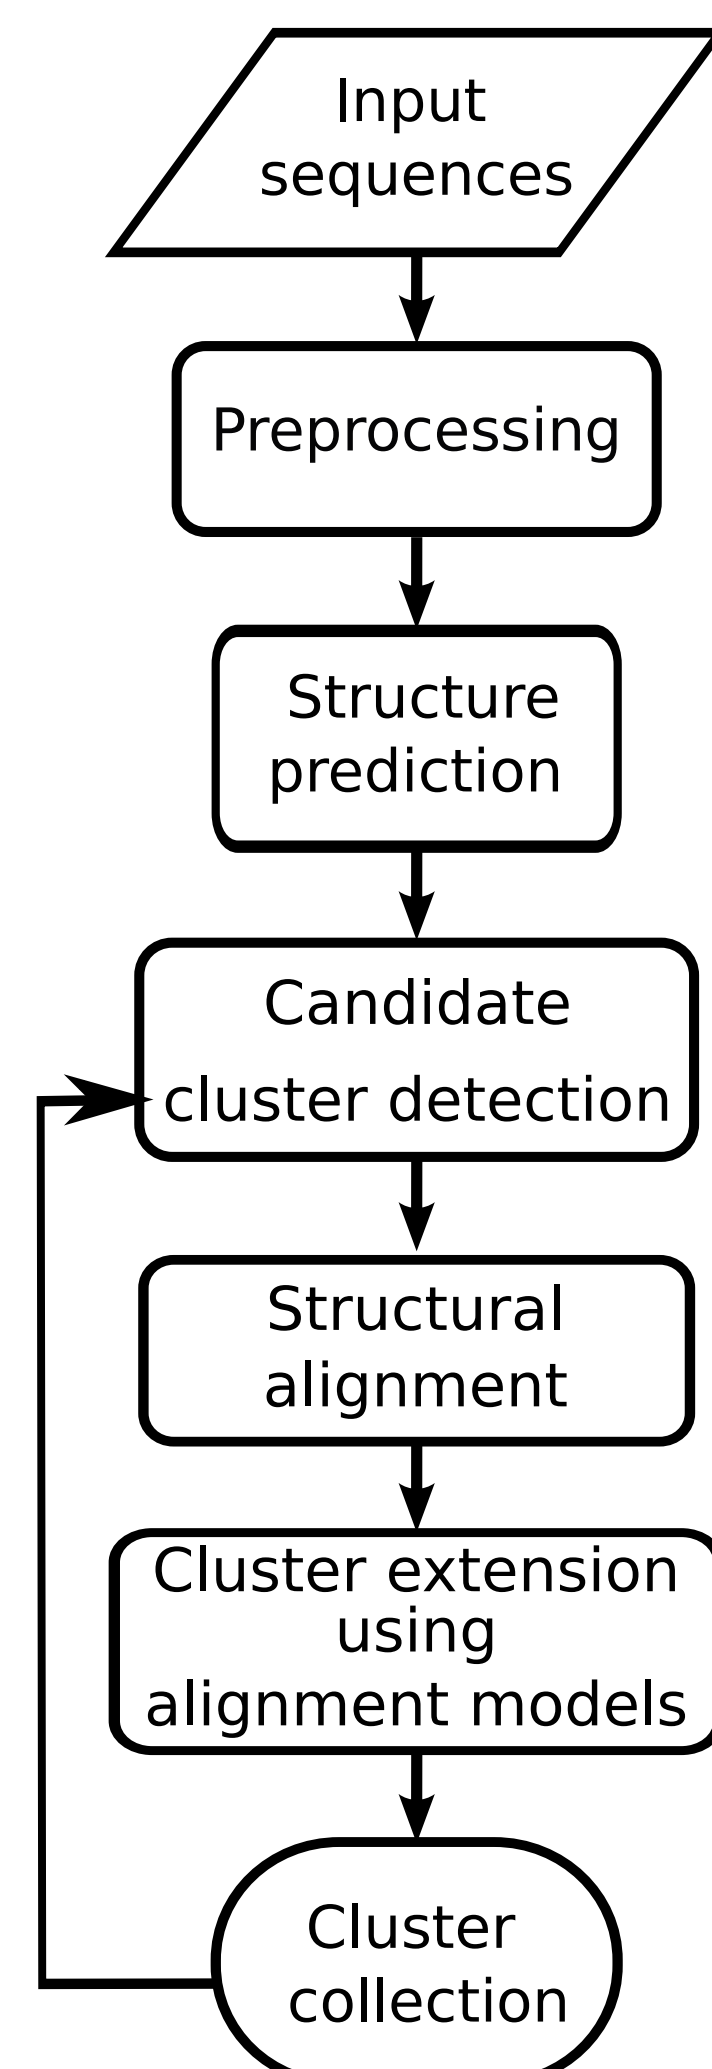 Input
sequences
Preprocessing
Structure
prediction
Candidate
cluster detection
Structural
alignment
Cluster extension
using
alignment models
Cluster
collection